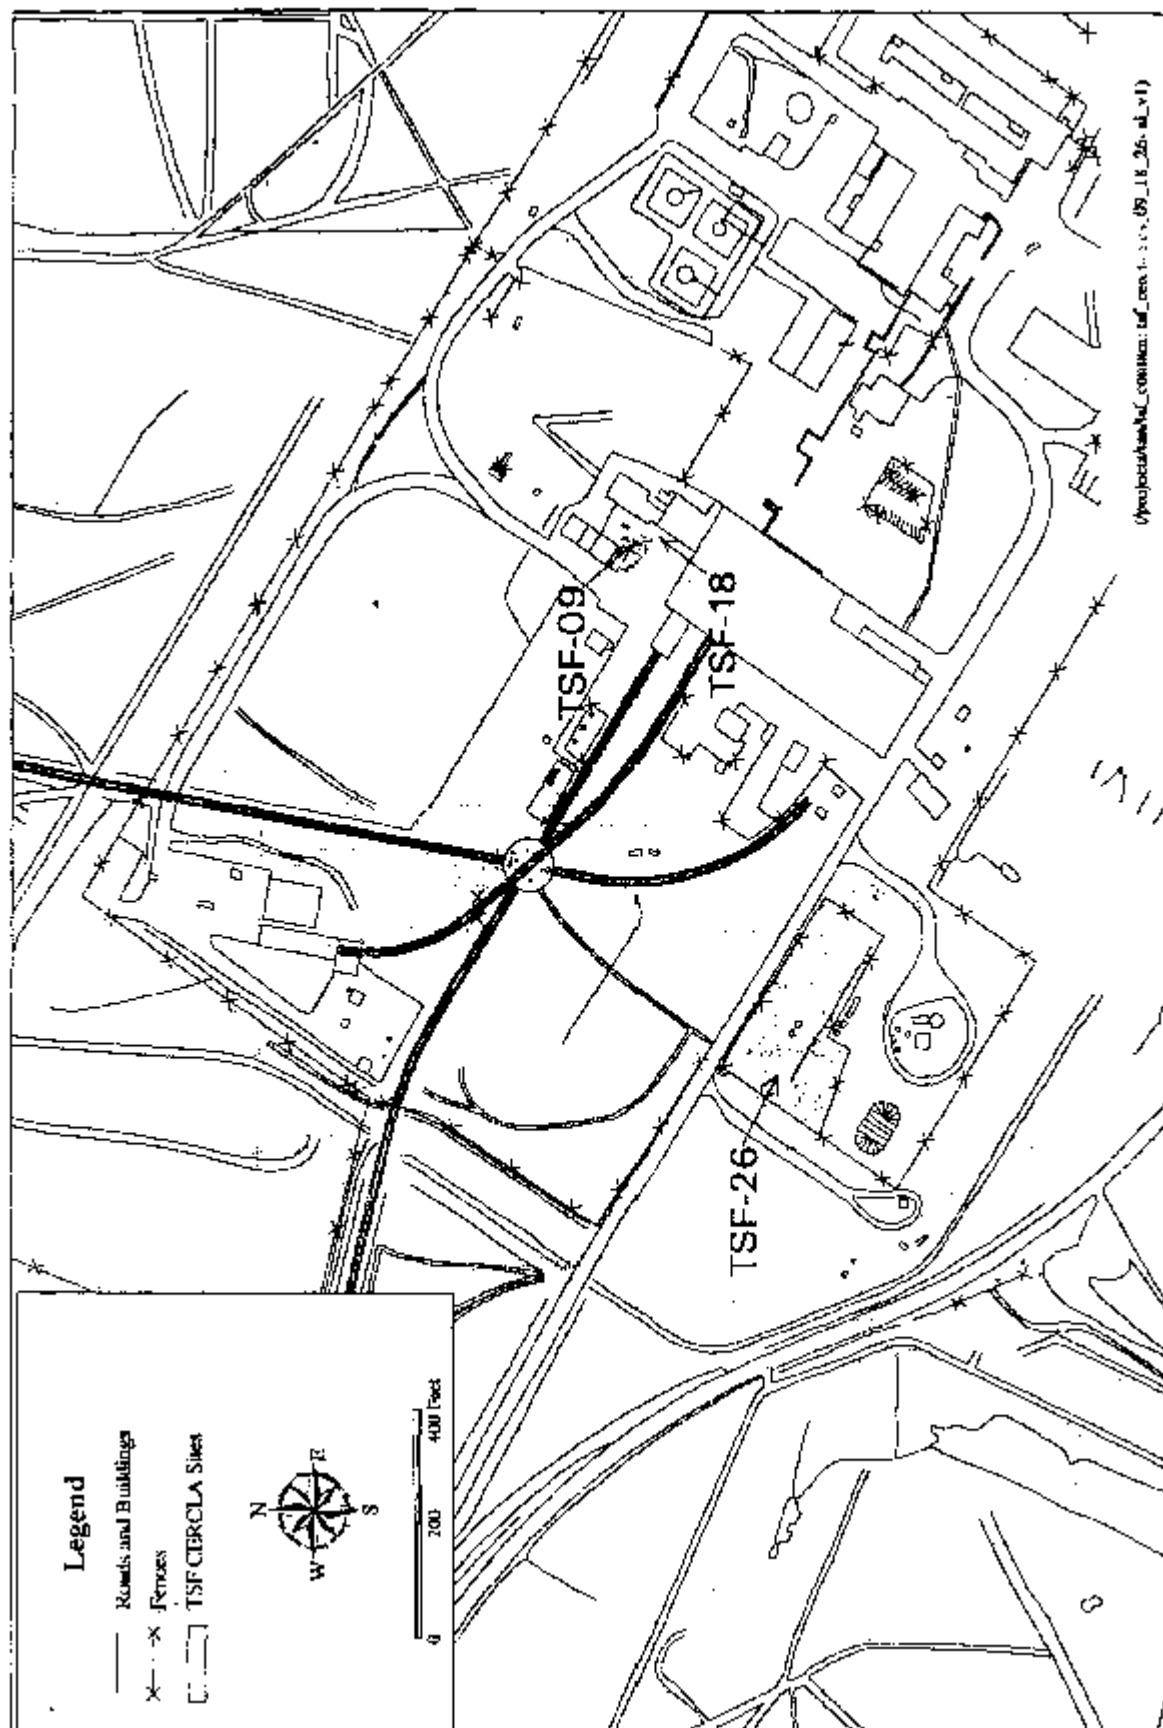 Legend
Roads and Buildings
Fences
TSF CERCLA Sites
N
W
E
S
0
200
400 Feet
TSF-09
TSF-18
TSF-26